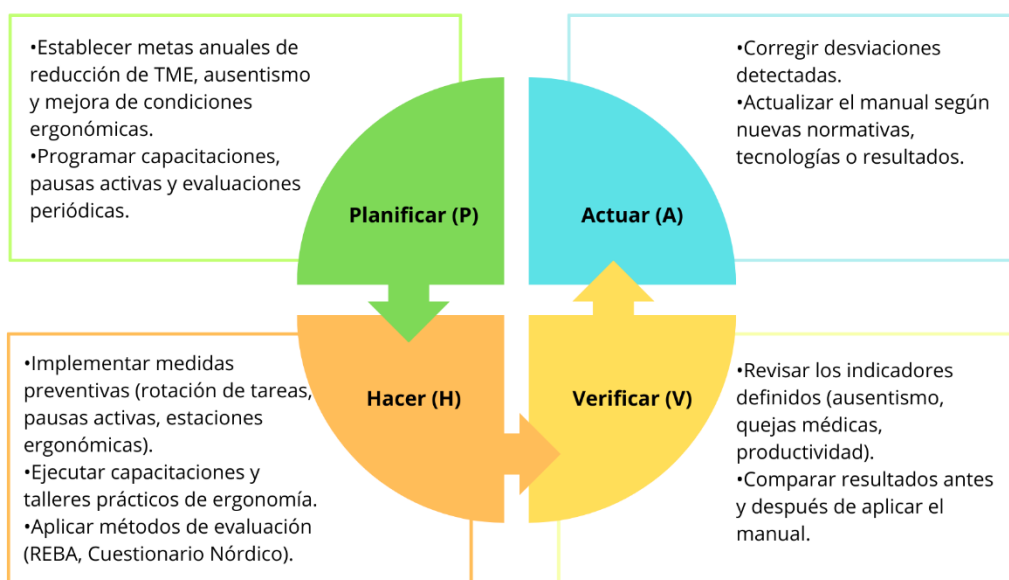 •Establecer metas anuales de
reducción de TME, ausentismo
y mejora de condiciones
ergonómicas.
•Programar capacitaciones,
pausas activas y evaluaciones
periódicas.
Planificar (P)
•Corregir desviaciones
detectadas.
•Actualizar el manual según
nuevas normativas,
tecnologías o resultados.
Actuar (A)
•Implementar medidas
preventivas (rotación de tareas,
pausas activas, estaciones
ergonómicas).
•Ejecutar capacitaciones y
talleres prácticos de ergonomía.
•Aplicar métodos de evaluación
(REBA, Cuestionario Nórdico).
Hacer (H)
Verificar (V)
•Revisar los indicadores
definidos (ausentismo,
quejas médicas,
productividad).
•Comparar resultados antes
y después de aplicar el
manual.